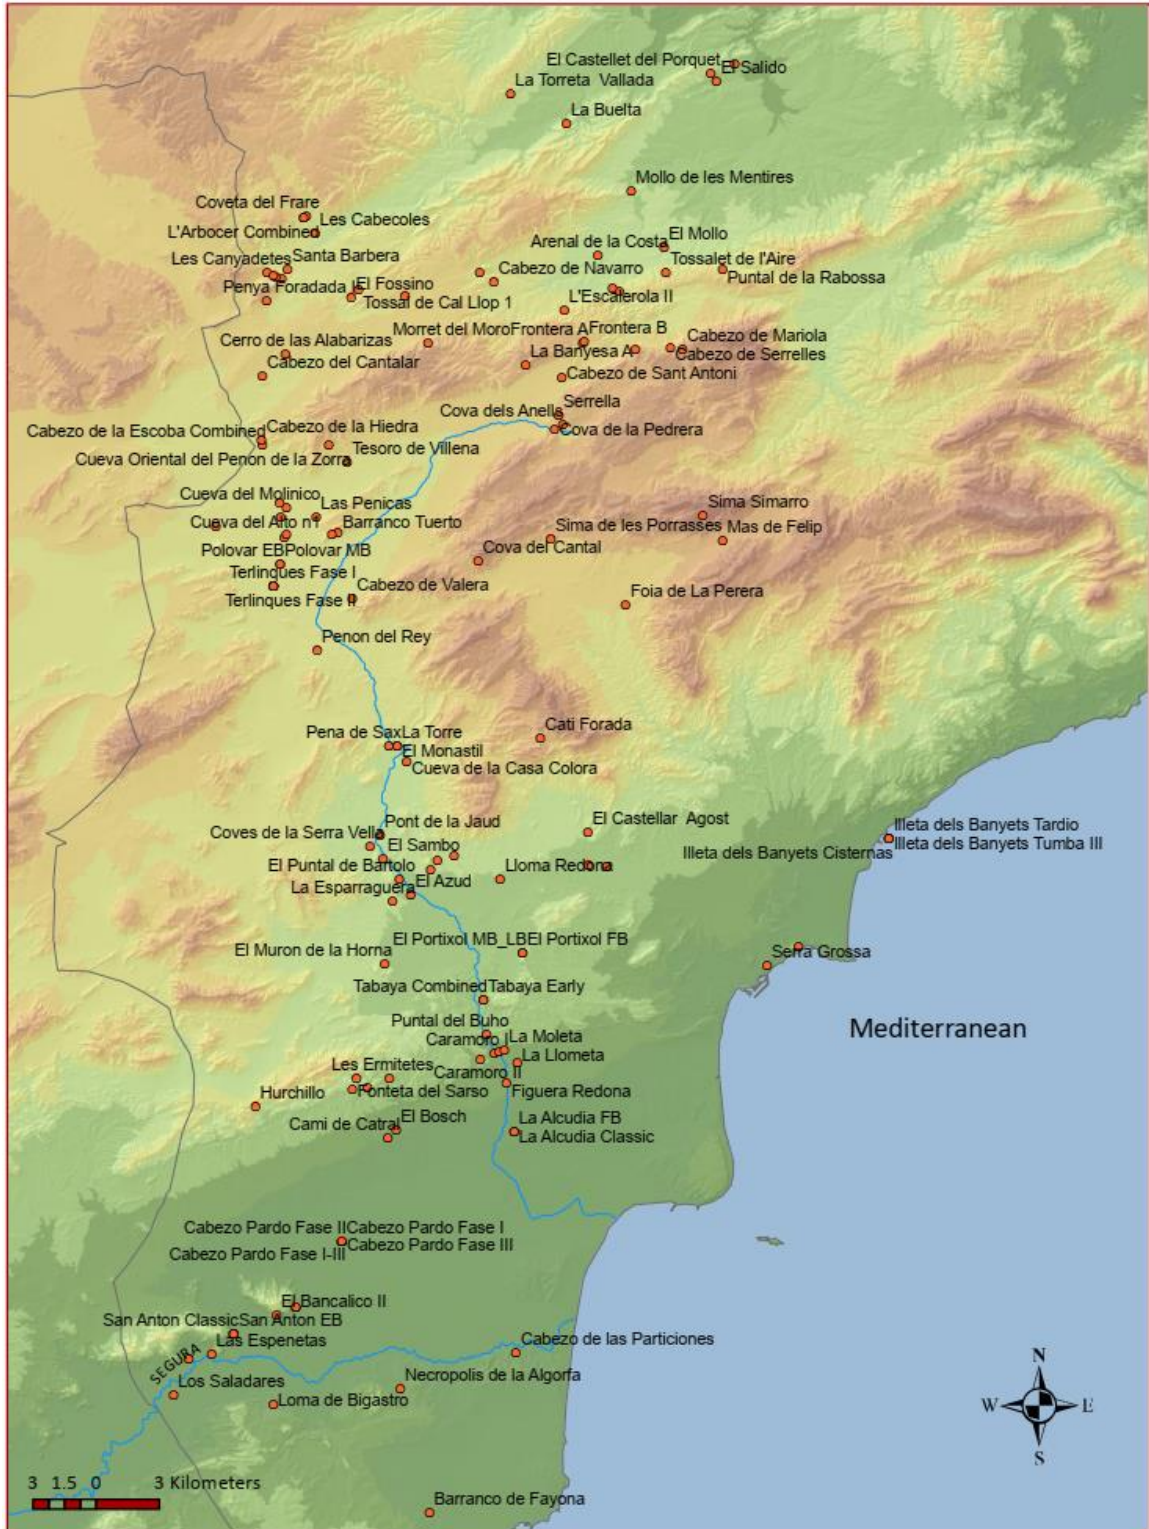 El Castellet del Porquet
El Salido
La Torreta Vallada
La Buelta
Mollo de les Mentires
Coveta del Frare
Les Cabecoles
L'Arbocer Combined
El Mollo
Arenal de la Costa
Les Canyadetes
Santa Barbera
Cabezo de Navarro
Tossalet de l'Aire
Puntal de la Rabossa
Penya Foradada
El Fossino
Tossal de Cal Llop 1
L'Escalerola II
Cerro de las Alabarizas
Morret del Moro
Frontera A
Frontera B
Cabezo de Mariola
Cabezo de Serrelles
La Banyesa A
Cabezo del Cantalar
Cabezo de Sant Antoni
Serrella
Cova dels Anells
Cova de la Pedrera
Cabezo de la Escoba Combined
Cabezo de la Hiedra
Tesoro de Villena
Cueva Oriental del Penon de la Zorra
Cueva del Molinico
Las Penicas
Sima Simarro
Cueva del Alto n1
Barranco Tuerto
Sima de les Porrasses
Mas de Felip
Polovar EB
Polovar MB
Cova del Cantal
Terlinques Fase I
Cabezo de Valera
Terlinques Fase II
Foia de La Perera
Penon del Rey
Pena de Sax
La Torre
Cati Forada
El Monastil
Cueva de la Casa Colora
Coves de la Serra Vella
Pont de la Jaud
El Castellar Agost
Illeta dels Banyets Tardio
Illeta dels Banyets Tumba III
Illeta dels Banyets Cisternas
El Sambo
El Puntal de Bartolo
Lloma Redona
La Esparraguera
El Azud
El Portixol MB_LB
El Portixol FB
El Muron de la Horna
Serra Grossa
Tabaya Combined
Tabaya Early
Puntal del Buho
Mediterranean
Caramoro I
La Moleta
La Llometa
Les Ermitetes
Caramoro II
Fonteta del Sarso
Figuera Redona
Hurchillo
Cami de Catral
El Bosch
La Alcudia FB
La Alcudia Classic
Cabezo Pardo Fase II
Cabezo Pardo Fase I
Cabezo Pardo Fase III
Cabezo Pardo Fase I-III
El Bancalico II
San Anton Classic
San Anton EB
Las Espenetas
Cabezo de las Particiones
SEGURA
Los Saladares
Necropolis de la Algorfa
Loma de Bigastro
N
W
E
S
3 1.5 0 3 Kilometers
Barranco de Fayona